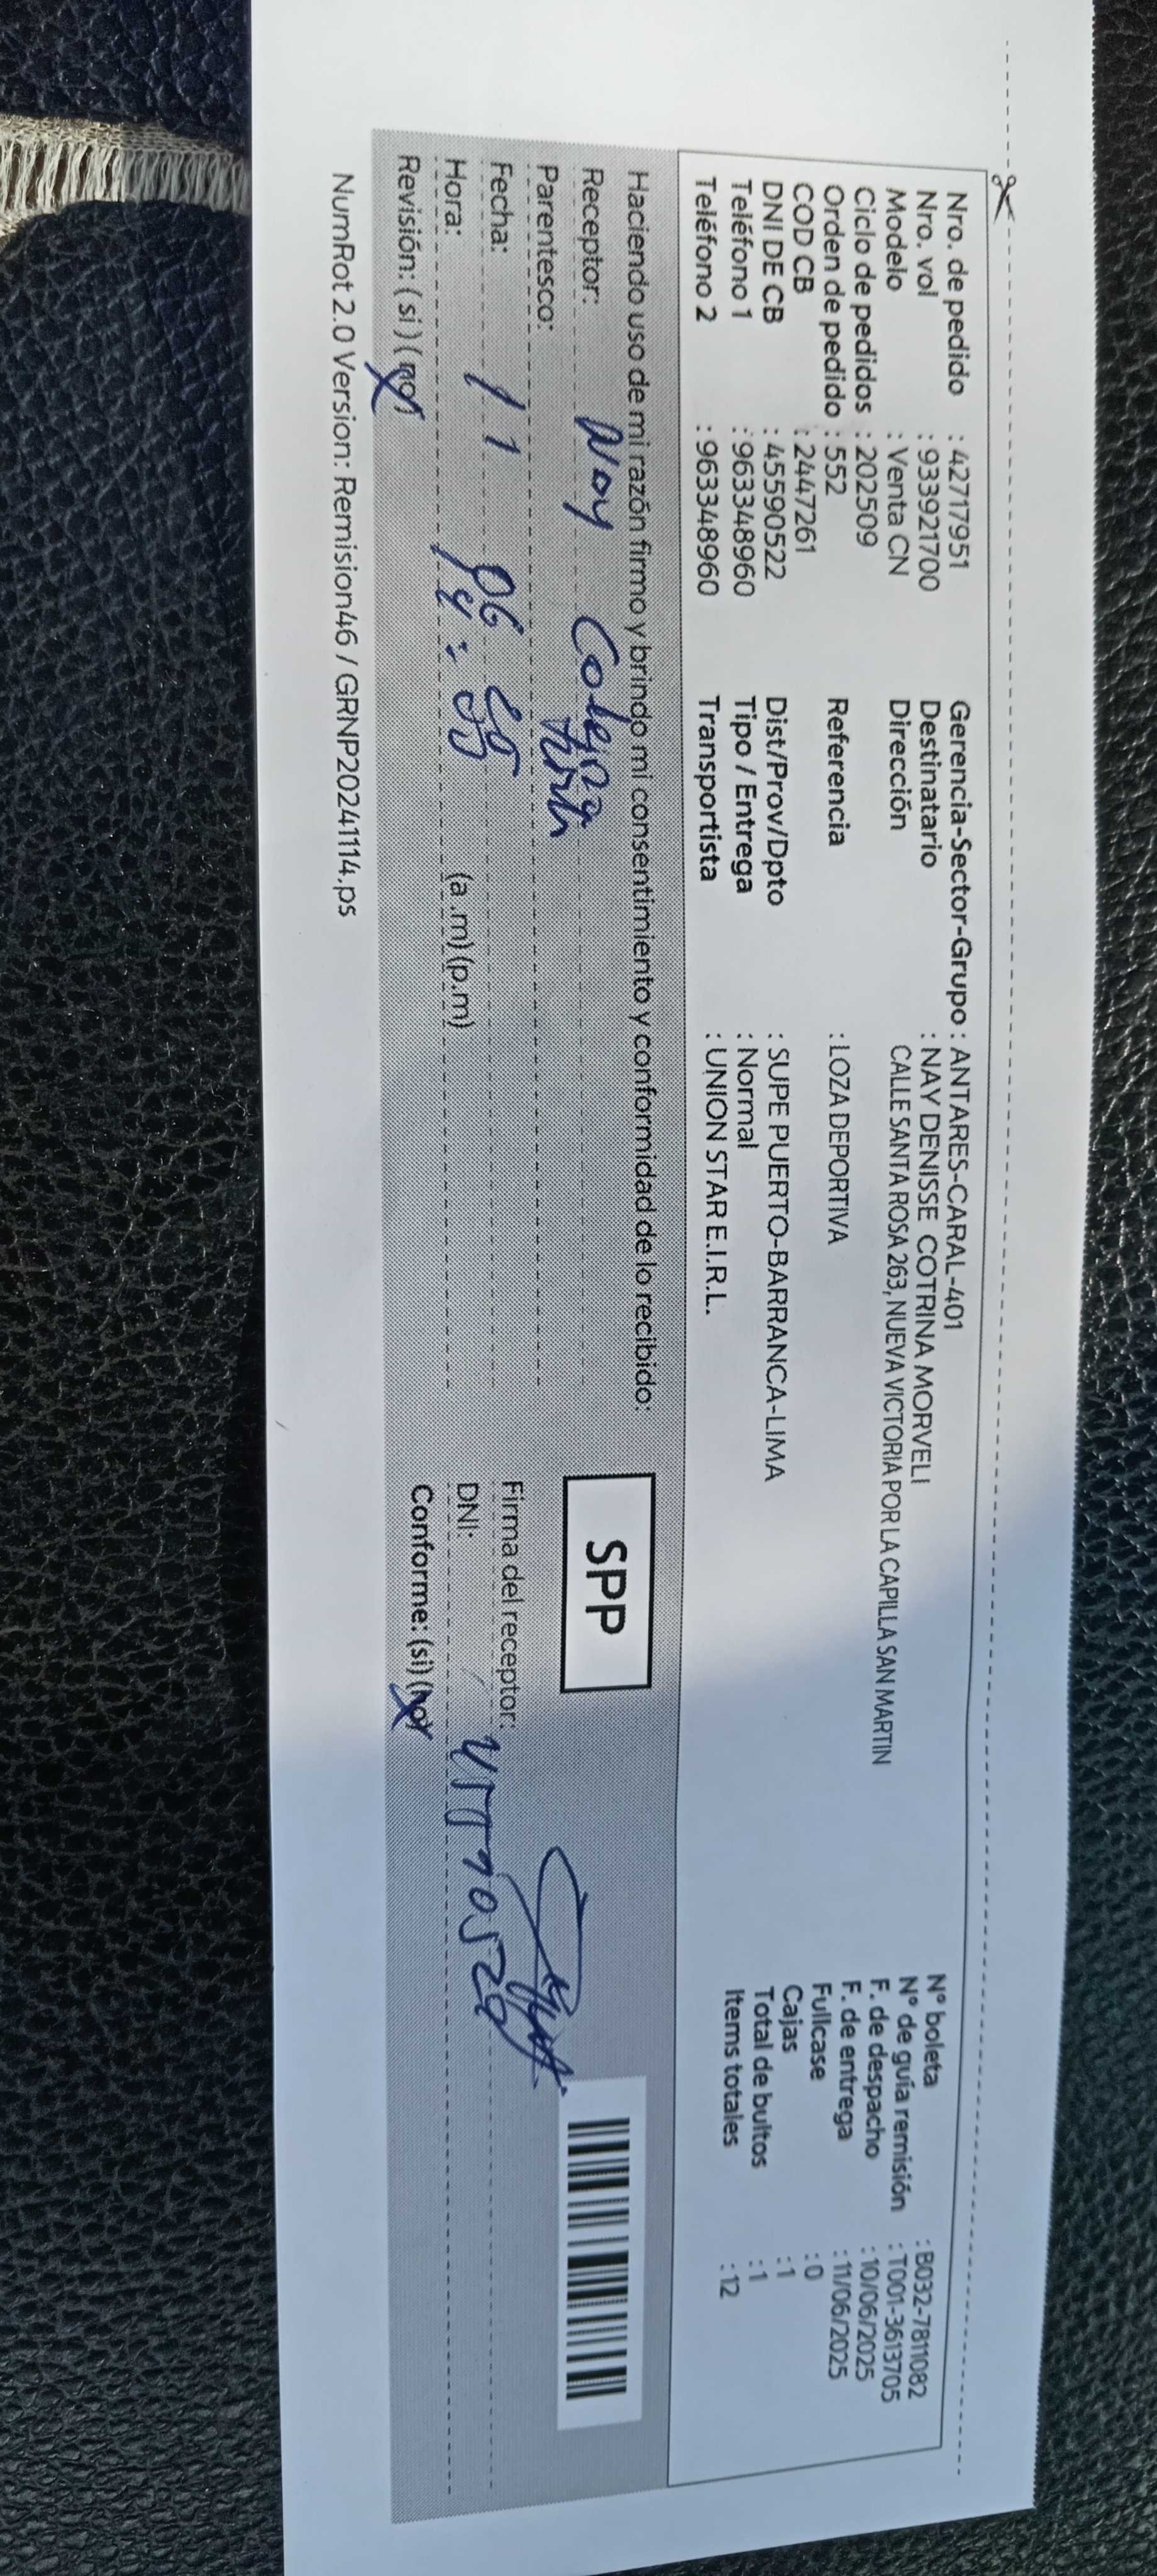 Nro. de pedido : 42717951
Nro. vol : 933921700
Modelo : Venta CN
Ciclo de pedidos : 202509
Orden de pedido : 552
COD CB : 2447261
DNI DE CB : 45590522
Teléfono 1 : 963348960
Teléfono 2 : 963348960
Gerencia-Sector-Grupo : ANTARES-CARAL-401
Destinatario : NAY DENISSE COTRINA MORVELI
Dirección CALLE SANTA ROSA 263, NUEVA VICTORIA POR LA CAPILLA SAN MARTIN
Referencia : LOZA DEPORTIVA
Dist/Prov/Dpto : SUPE PUERTO-BARRANCA-LIMA
Tipo / Entrega : Normal
Transportista : UNION STAR E.I.R.L.
N° boleta : B032-7811082
N° de guía remisión : T001-3613705
F. de despacho : 10/06/2025
F. de entrega : 11/06/2025
Fullcase : 0
Cajas : 1
Total de bultos : 1
Items totales : 12
Haciendo uso de mi razón firmo y brindo mi consentimiento y conformidad de lo recibido:
Receptor:
Parentesco:
Fecha: 11 06 25
Hora: (a.m) (p.m)
Revisión: (si) (no)
SPP
Firma del receptor:
DNI:
Conforme: (si) (no)
NumRot 2.0 Version: Remision46 / GRNP20241114.ps